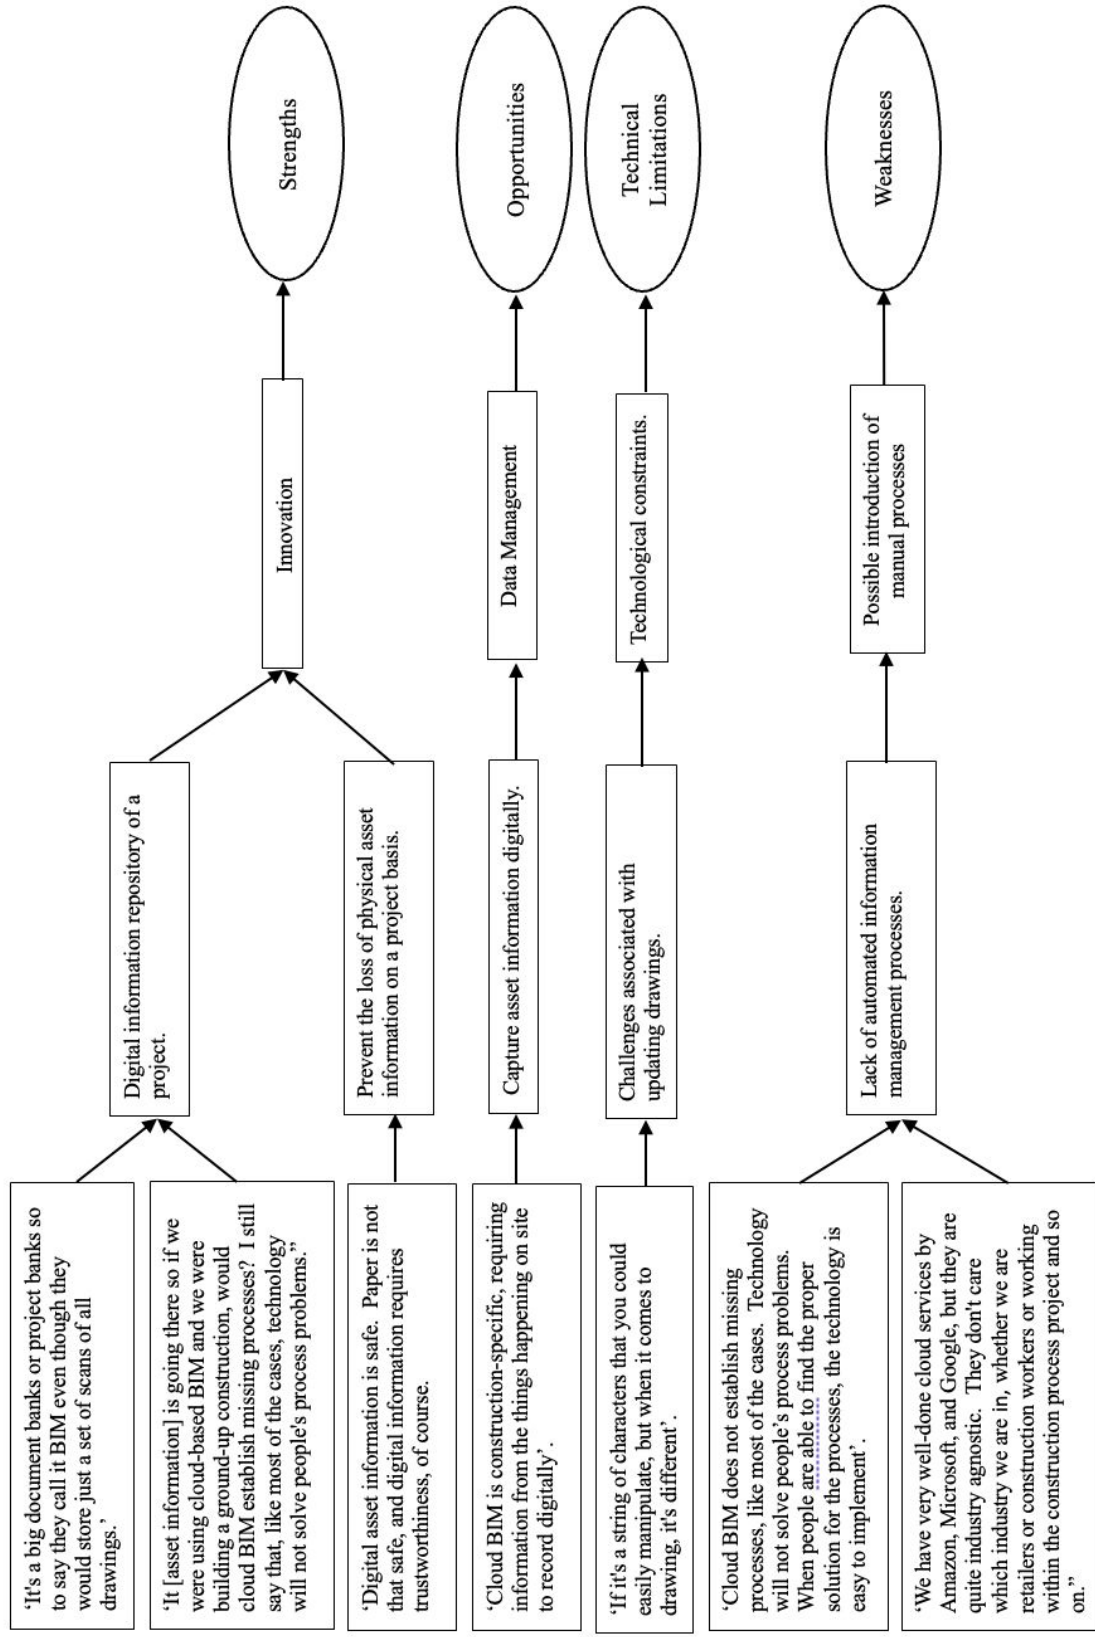 ‘It's a big document banks or project banks so
to say they call it BIM even though they
would store just a set of scans of all
drawings.’
‘It [asset information] is going there so if we
were using cloud-based BIM and we were
building a ground-up construction, would
cloud BIM establish missing processes?  I still
say that, like most of the cases, technology
will not solve people's process problems.”
‘Digital asset information is safe.  Paper is not
that safe, and digital information requires
trustworthiness, of course.
‘Cloud BIM is construction-specific, requiring
information from the things happening on site
to record digitally’.
‘If it's a string of characters that you could
easily manipulate, but when it comes to
drawing, it's different’.
‘Cloud BIM does not establish missing
processes, like most of the cases.  Technology
will not solve people's process problems.
When people are able to find the proper
solution for the processes, the technology is
easy to implement’.
‘We have very well-done cloud services by
Amazon, Microsoft, and Google, but they are
quite industry agnostic.  They don't care
which industry we are in, whether we are
retailers or construction workers or working
within the construction process project and so
on.”
Digital information repository of a
project.
Prevent the loss of physical asset
information on a project basis.
Capture asset information digitally.
Challenges associated with
updating drawings.
Lack of automated information
management processes.
Innovation
Data Management
Technological constraints.
Possible introduction of
manual processes
Strengths
Opportunities
Technical
Limitations
Weaknesses